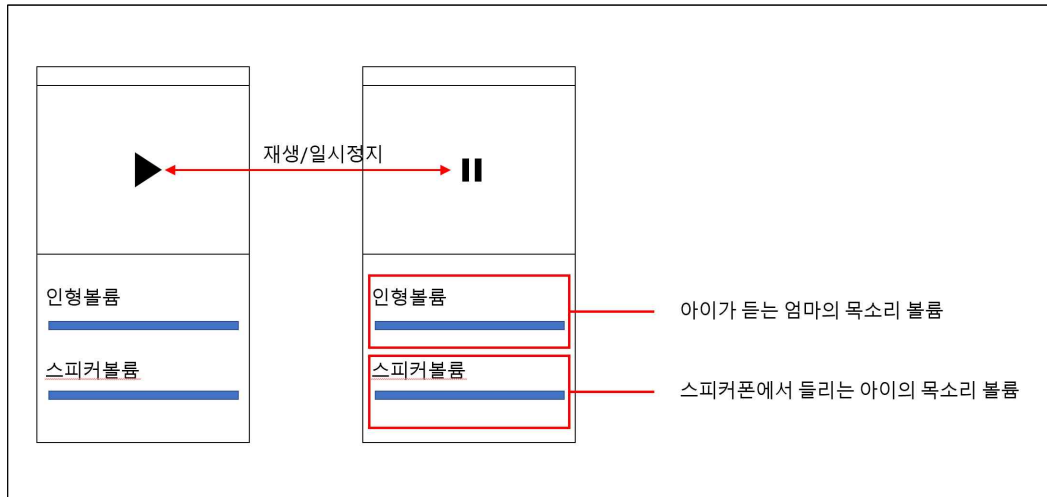 재생/일시정지
인형볼륨
스피커볼륨
인형볼륨
스피커볼륨
아이가 듣는 엄마의 목소리 볼륨
스피커폰에서 들리는 아이의 목소리 볼륨